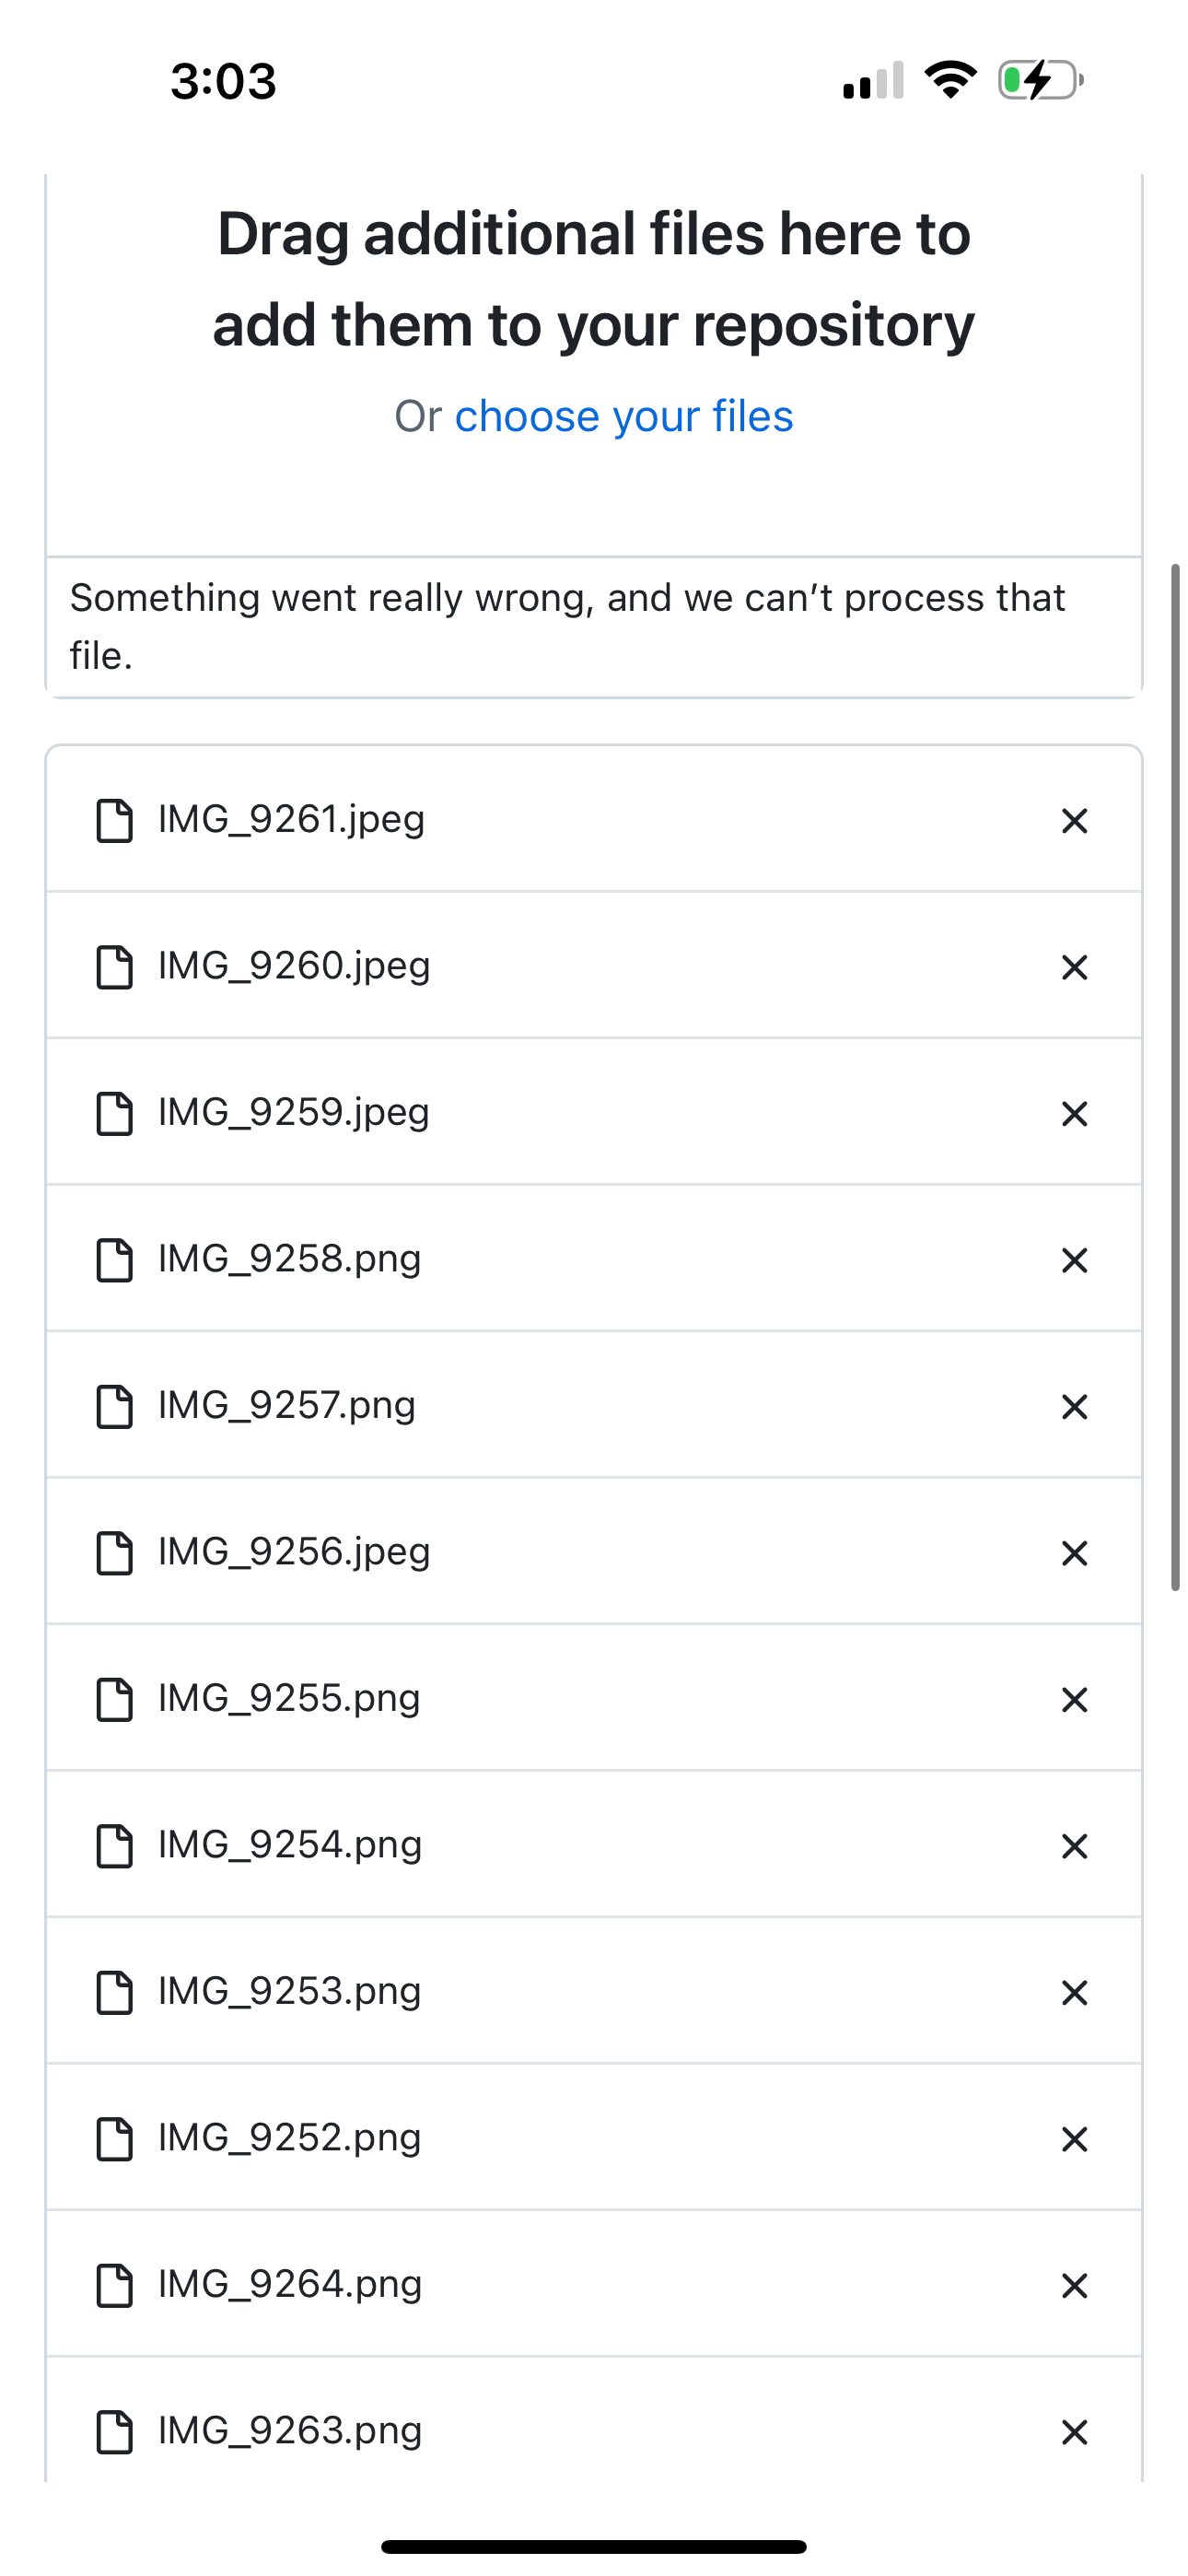 3:03
Drag additional files here to
add them to your repository
Or choose your files
Something went really wrong, and we can’t process that
file.
IMG_9261.jpeg
IMG_9260.jpeg
IMG_9259.jpeg
IMG_9258.png
IMG_9257.png
IMG_9256.jpeg
IMG_9255.png
IMG_9254.png
IMG_9253.png
IMG_9252.png
IMG_9264.png
IMG_9263.png